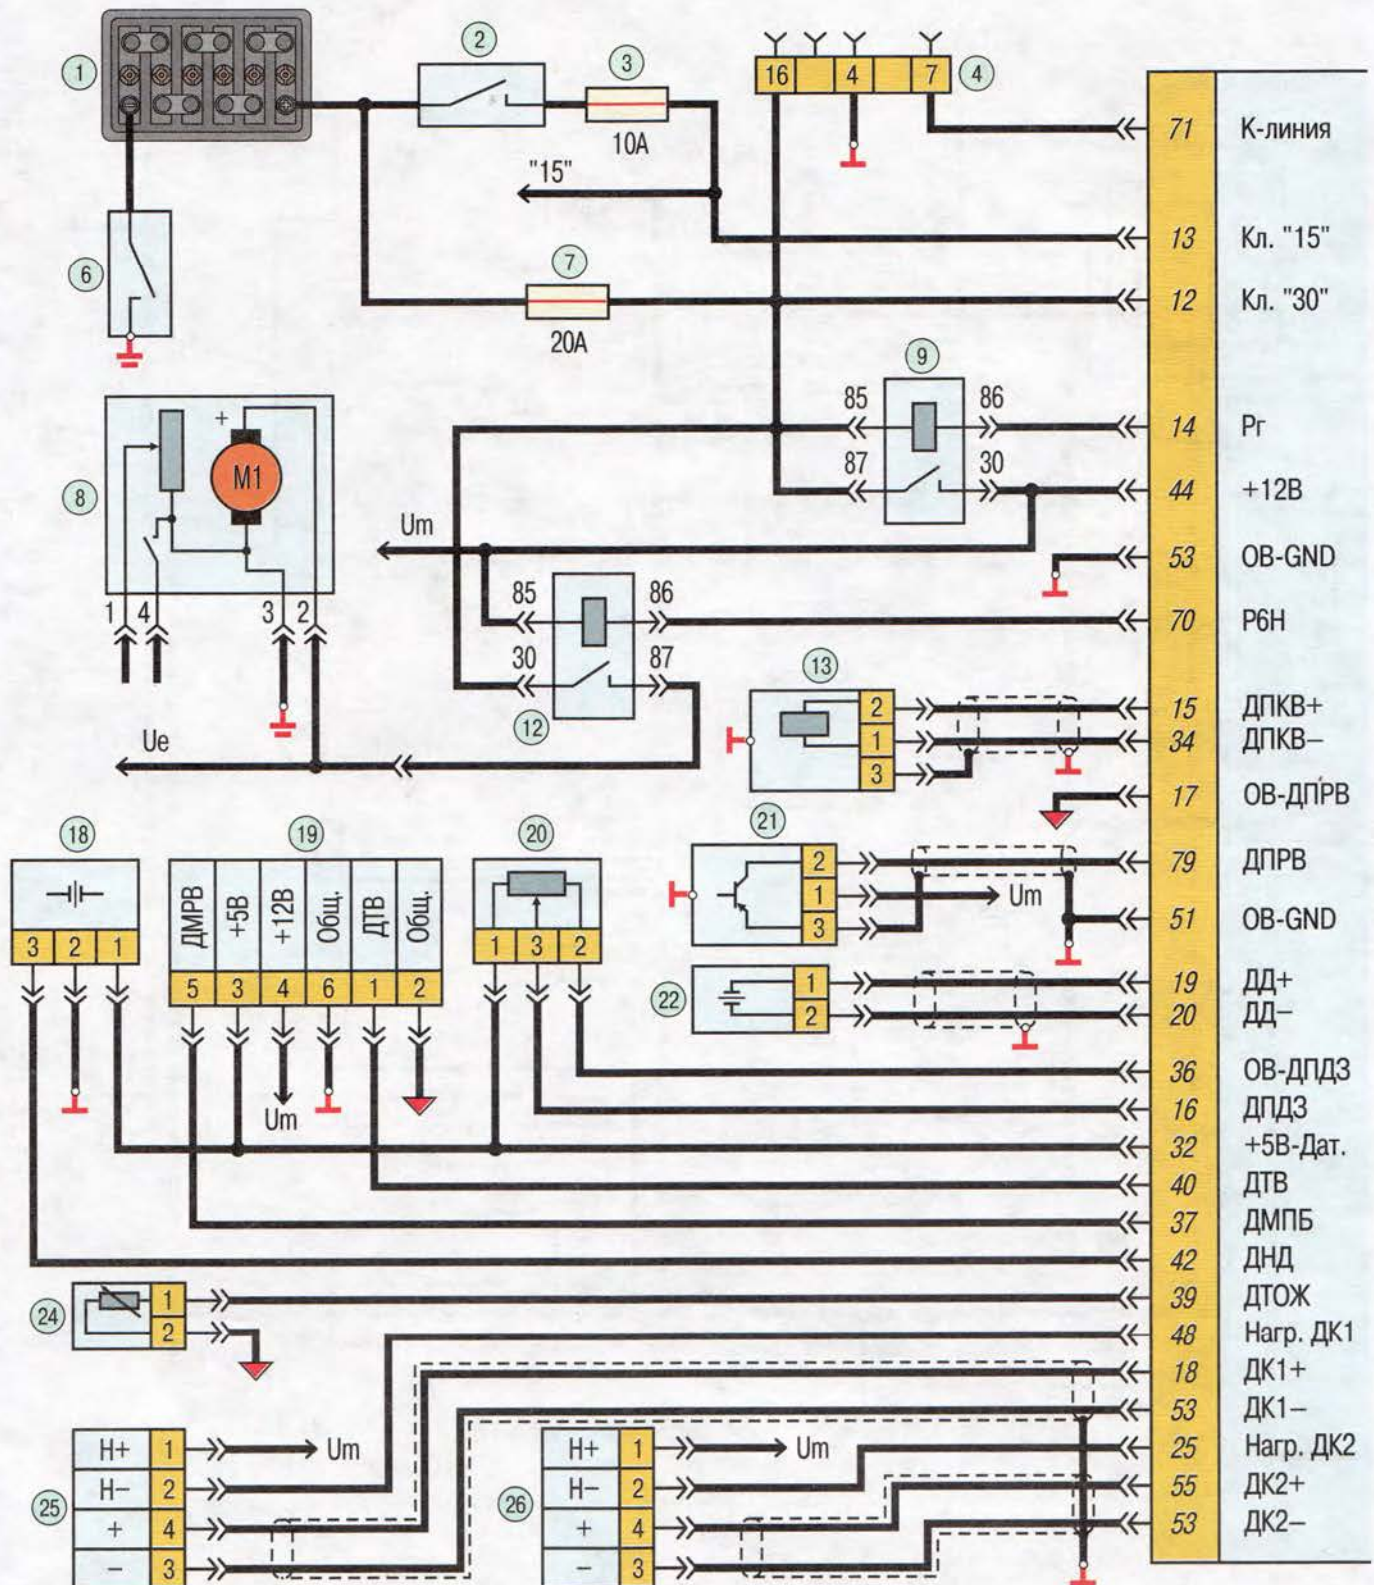 1
2
3
10А
16 4 7
4
71 К-линия
"15"
13 Кл. "15"
6
7
20А
12 Кл. "30"
9
85 86
14 Рг
87 30
44 +12В
8
+
М1
1 4 3 2
Um
53 ОВ-GND
85 86
70 Р6Н
30 87
12
Ue
13
2
1
3
15 ДПКВ+
34 ДПКВ–
17 ОВ-ДПРВ
18
3 2 1
19
ДМРВ +5В +12В Общ. ДТВ Общ.
5 3 4 6 1 2
Um
20
1 3 2
21
2
1
3
Um
79 ДПРВ
51 ОВ-GND
22
1
2
19 ДД+
20 ДД–
36 ОВ-ДПДЗ
16 ДПДЗ
32 +5В-Дат.
40 ДТВ
37 ДМПБ
42 ДНД
24
1
2
39 ДТОЖ
48 Нагр. ДК1
18 ДК1+
53 ДК1–
25 Нагр. ДК2
55 ДК2+
53 ДК2–
25
Н+ 1 Um
Н– 2
+ 4
– 3
26
Н+ 1 Um
Н– 2
+ 4
– 3